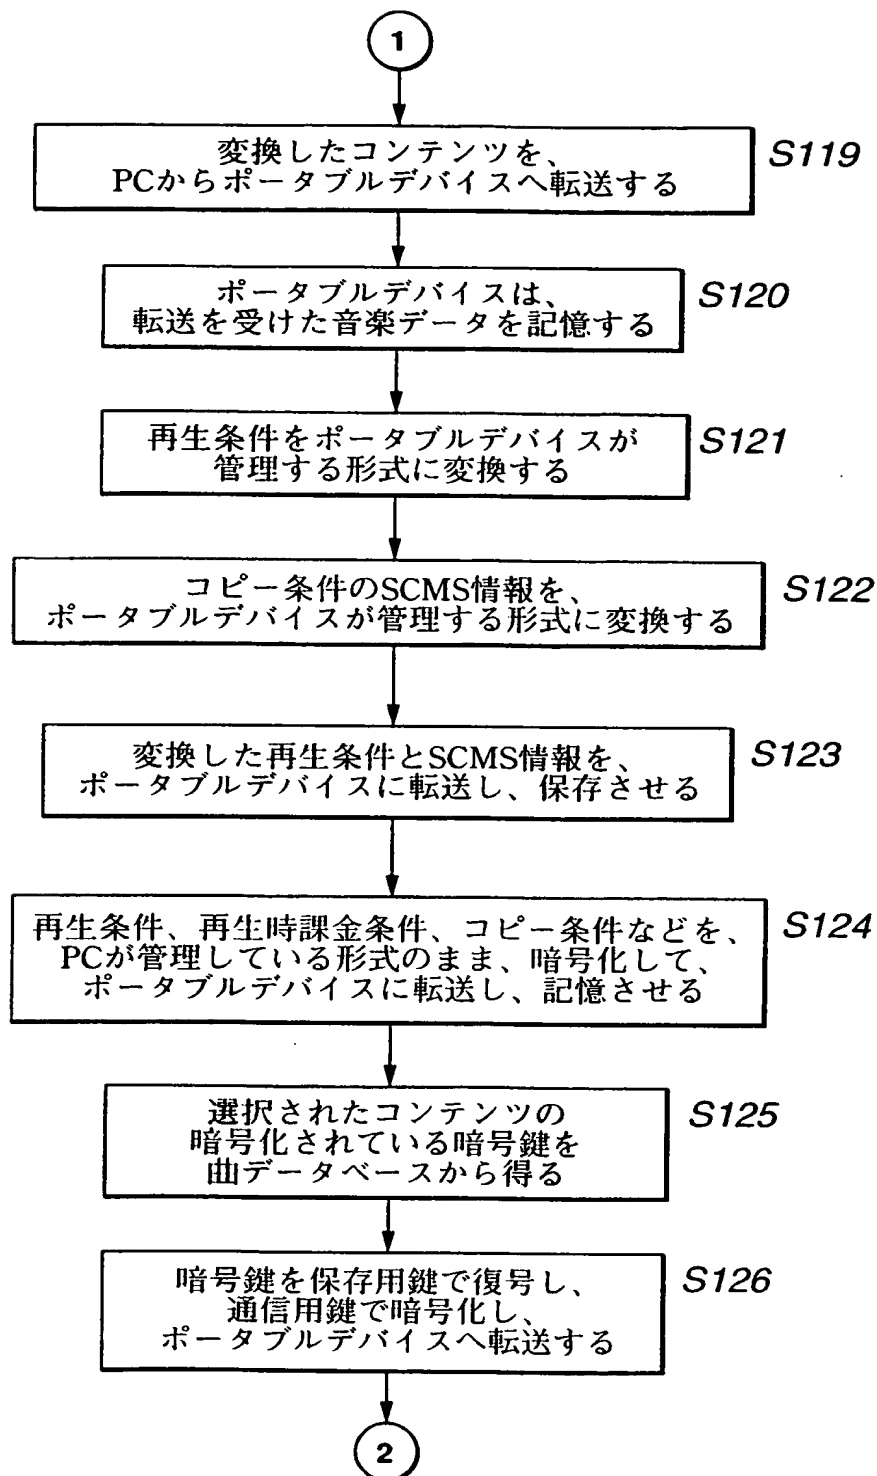 1
変換したコンテンツを、
PCからポータブルデバイスへ転送する
S119
ポータブルデバイスは、
転送を受けた音楽データを記憶する
S120
再生条件をポータブルデバイスが
管理する形式に変換する
S121
コピー条件のSCMS情報を、
ポータブルデバイスが管理する形式に変換する
S122
変換した再生条件とSCMS情報を、
ポータブルデバイスに転送し、保存させる
S123
再生条件、再生時課金条件、コピー条件などを、
PCが管理している形式のまま、暗号化して、
ポータブルデバイスに転送し、記憶させる
S124
選択されたコンテンツの
暗号化されている暗号鍵を
曲データベースから得る
S125
暗号鍵を保存用鍵で復号し、
通信用鍵で暗号化し、
ポータブルデバイスへ転送する
S126
2